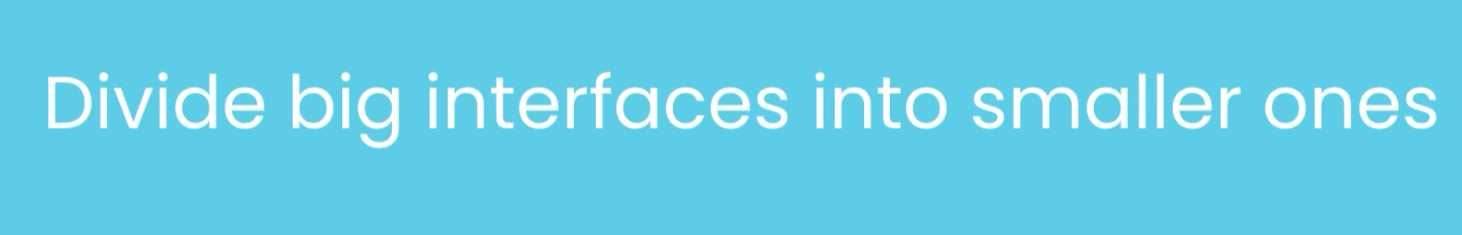 Divide big interfaces into smaller ones